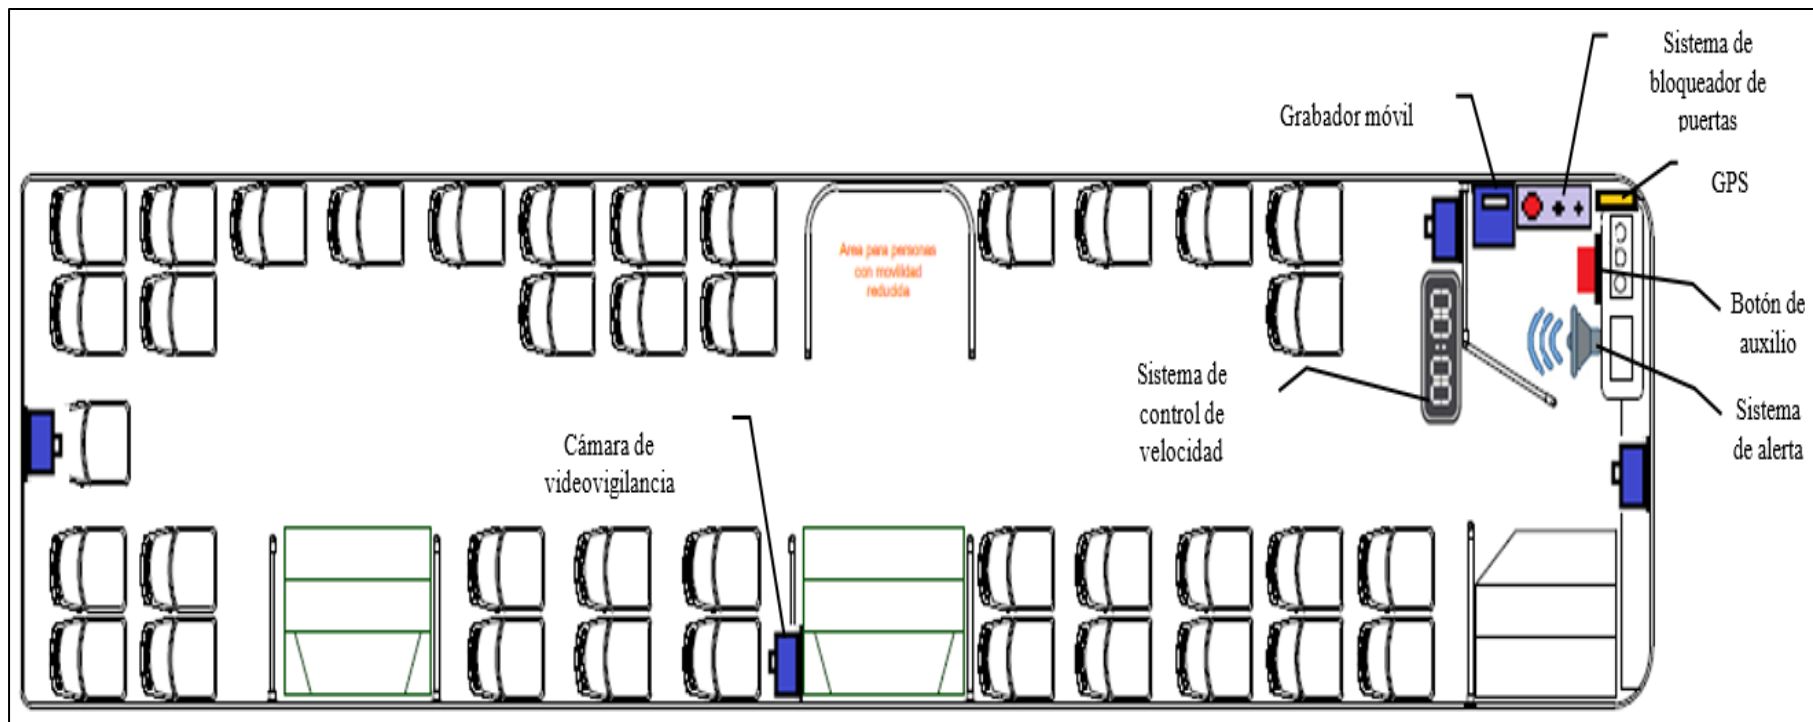 Sistema de
bloqueador de
puertas
Grabador móvil
GPS
Area para personas
con movilidad
reducida
Botón de
auxilio
Sistema de
control de
velocidad
Sistema
de alerta
Cámara de
videovigilancia